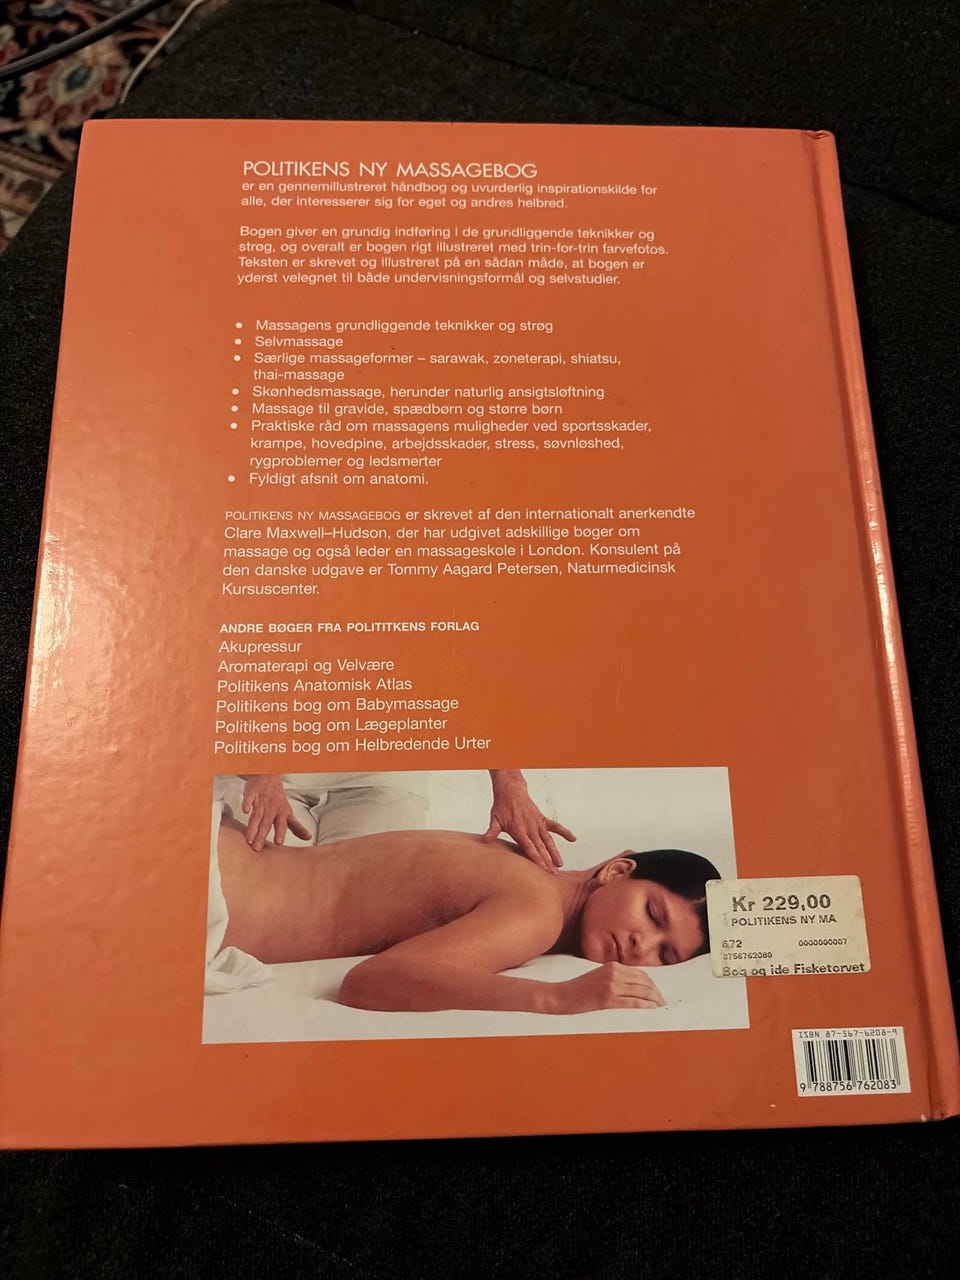 POLITIKENS NY MASSAGEBOG
er en gennemillustreret håndbog og uvurderlig inspirationskilde for
alle, der interesserer sig for eget og andres helbred.
Bogen giver en grundig indføring i de grundliggende teknikker og
strøg, og overalt er bogen rigt illustreret med trin-for-trin farvefotos.
Teksten er skrevet og illustreret på en sådan måde, at bogen er
yderst velegnet til både undervisningsformål og selvstudier.
• Massagens grundliggende teknikker og strøg
• Selvmassage
• Særlige massageformer – sarawak, zoneterapi, shiatsu,
thai-massage
• Skønhedsmassage, herunder naturlig ansigtsløftning
• Massage til gravide, spædbørn og større børn
• Praktiske råd om massagens muligheder ved sportsskader,
krampe, hovedpine, arbejdsskader, stress, søvnløshed,
rygproblemer og ledsmerter
• Fyldigt afsnit om anatomi.
POLITIKENS NY MASSAGEBOG er skrevet af den internationalt anerkendte
Clare Maxwell–Hudson, der har udgivet adskillige bøger om
massage og også leder en massageskole i London. Konsulent på
den danske udgave er Tommy Aagard Petersen, Naturmedicinsk
Kursuscenter.
ANDRE BØGER FRA POLITITKENS FORLAG
Akupressur
Aromaterapi og Velvære
Politikens Anatomisk Atlas
Politikens bog om Babymassage
Politikens bog om Lægeplanter
Politikens bog om Helbredende Urter
Kr 229,00
POLITIKENS NY MA
672 0000000007
8756762089
Bog og ide Fisketorvet
ISBN 87-567-6208-9
9 788756 762083